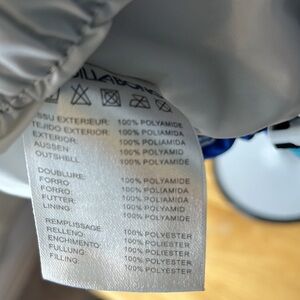 BILLABONG
TISSU EXTERIEUR: 100% POLYAMIDE
TEJIDO EXTERIOR: 100% POLIAMIDA
EXTERIOR: 100% POLIAMIDA
AUSSEN 100% POLYAMID
OUTSHELL 100% POLYAMIDE
DOUBLURE: 100% POLYAMIDE
FORRO 100% POLIAMIDA
FORRO: 100% POLIAMIDA
FUTTER: 100% POLYAMID
LINING 100% POLYAMIDE
REMPLISSAGE 100% POLYESTER
RELLENO: 100% POLIESTER
ENCHIMENTO 100% POLIESTER
FULLUNG: 100% POLYESTER
FILLING: 100% POLYESTER